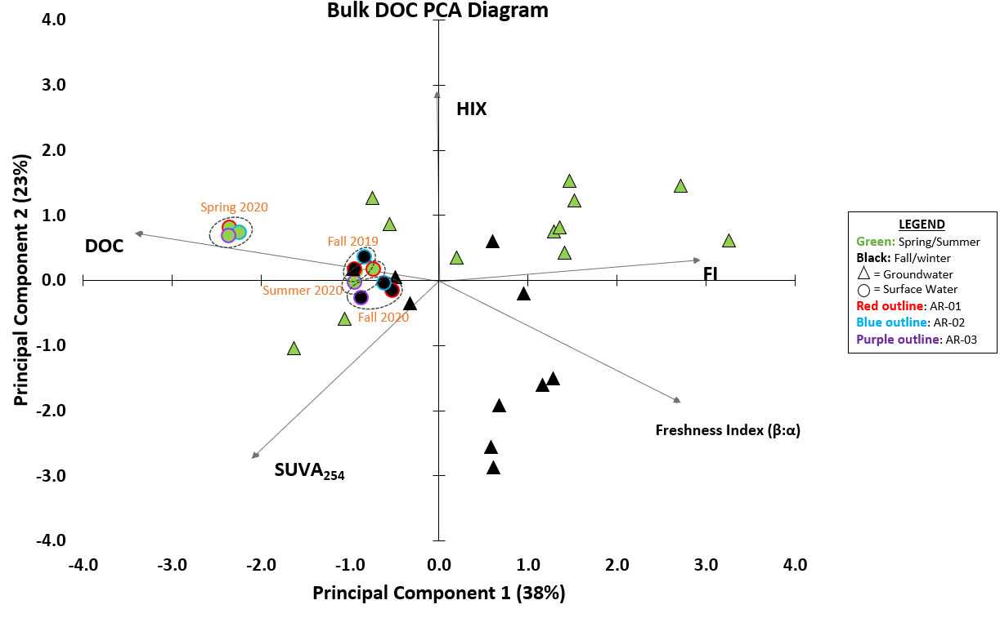 Bulk DOC PCA Diagram
4.0
3.0
2.0
1.0
0.0
-1.0
-2.0
-3.0
-4.0
Principal Component 2 (23%)
HIX
Spring 2020
DOC
Fall 2019
FI
Summer 2020
Fall 2020
Freshness Index (β:α)
SUVA254
-4.0 -3.0 -2.0 -1.0 0.0 1.0 2.0 3.0 4.0
Principal Component 1 (38%)
LEGEND
Green: Spring/Summer
Black: Fall/winter
= Groundwater
= Surface Water
Red outline: AR-01
Blue outline: AR-02
Purple outline: AR-03